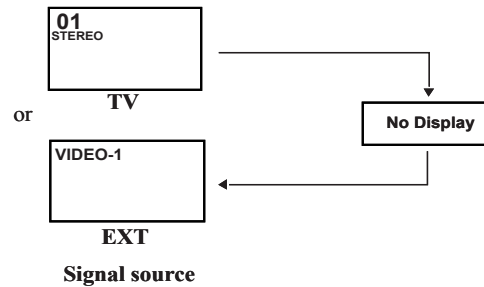 01
STEREO
TV
or
No Display
VIDEO-1
EXT
Signal source